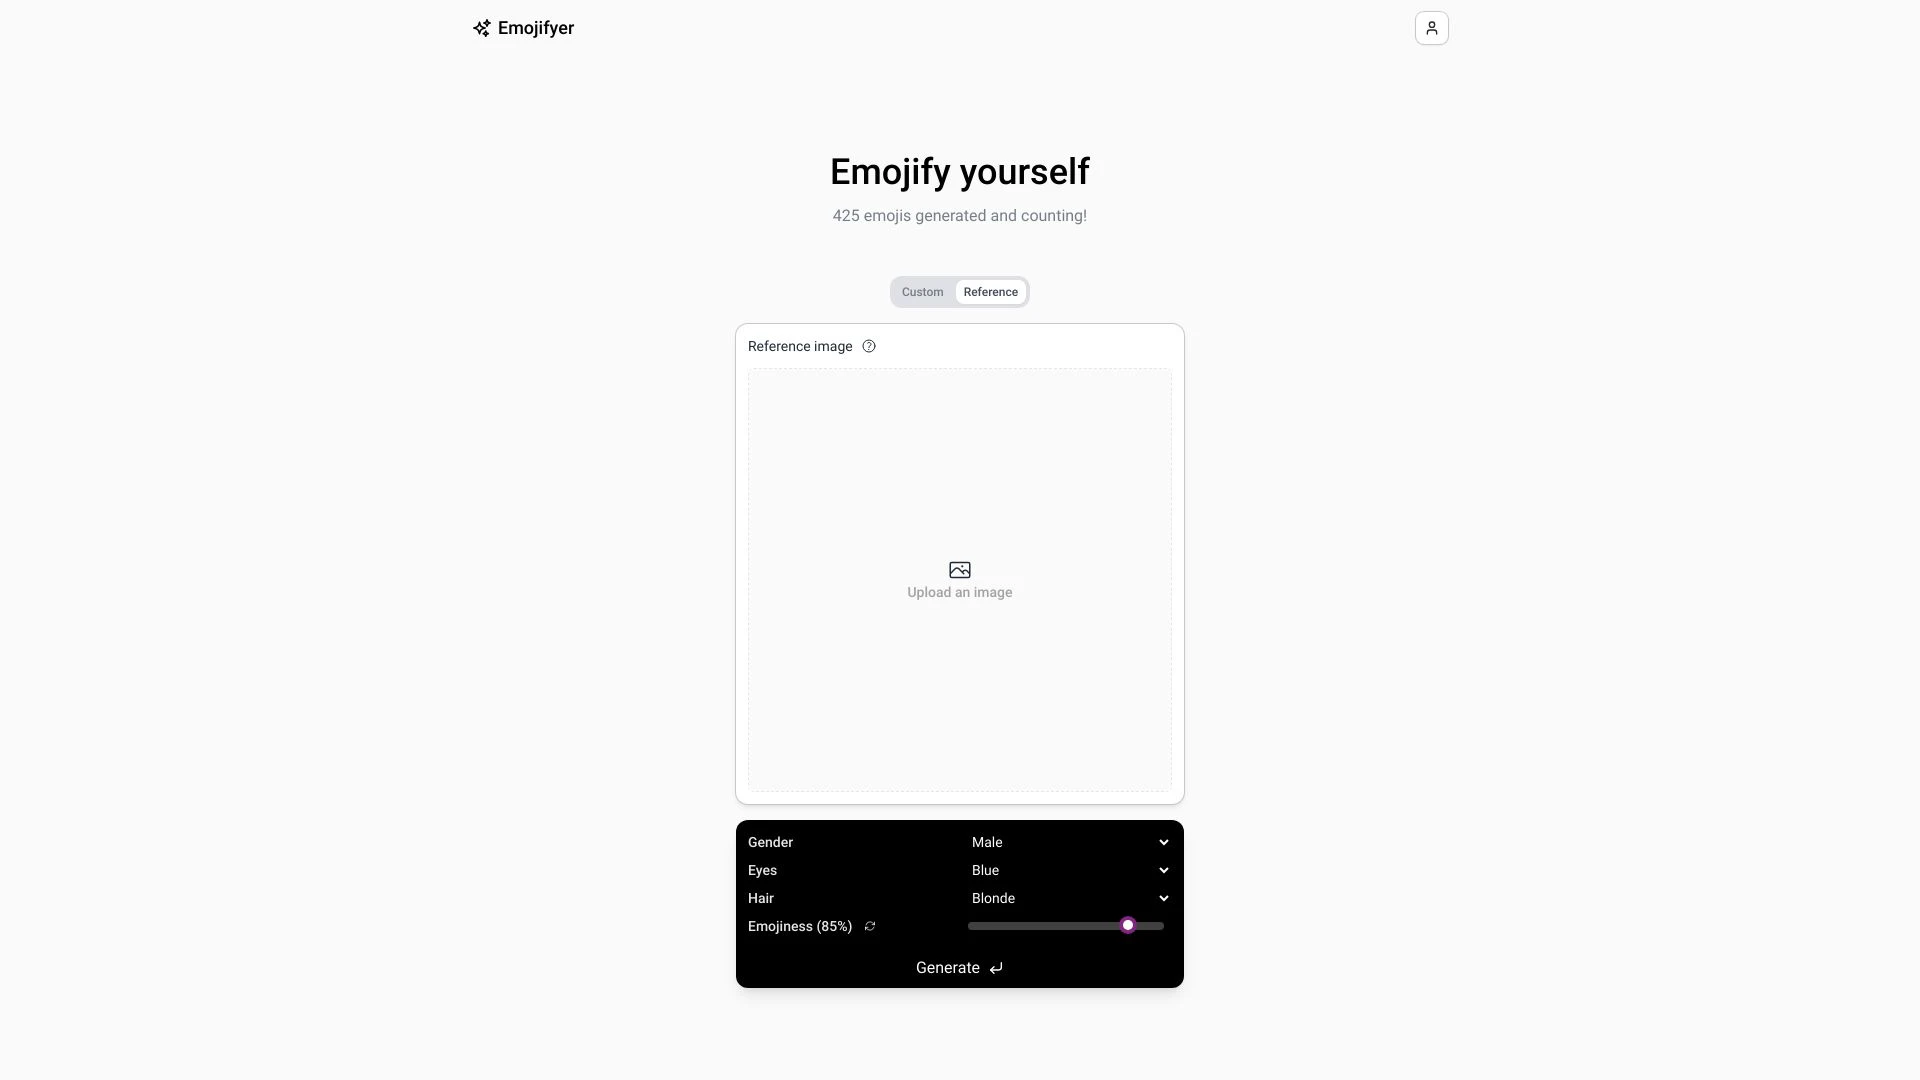 Emojifyer
Emojify yourself
425 emojis generated and counting!
Custom Reference
Reference image
Upload an image
Gender Male
Eyes Blue
Hair Blonde
Emojiness (85%)
Generate